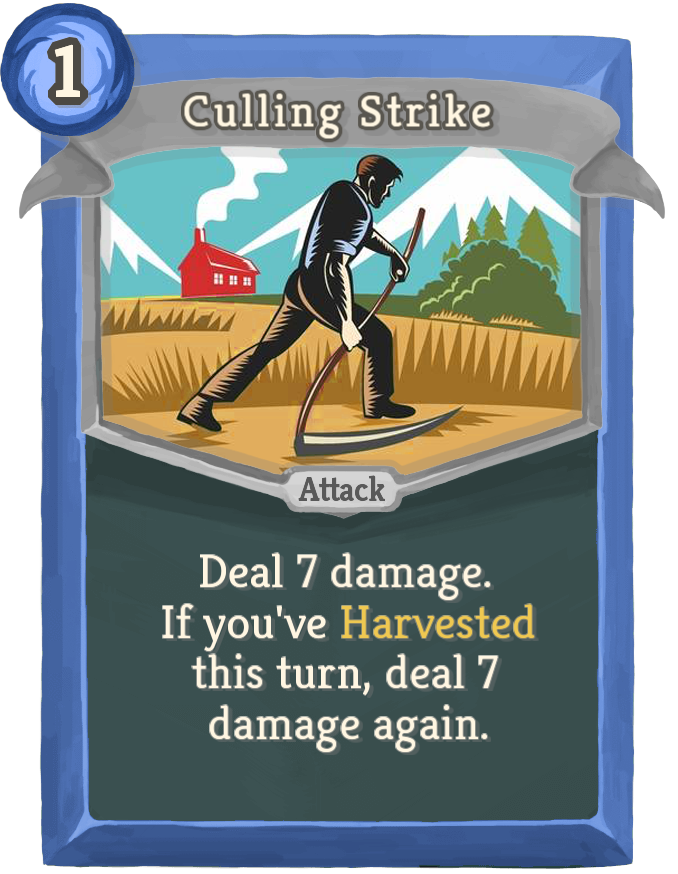 1
Culling Strike
Attack
Deal 7 damage.
If you've Harvested
this turn, deal 7
damage again.